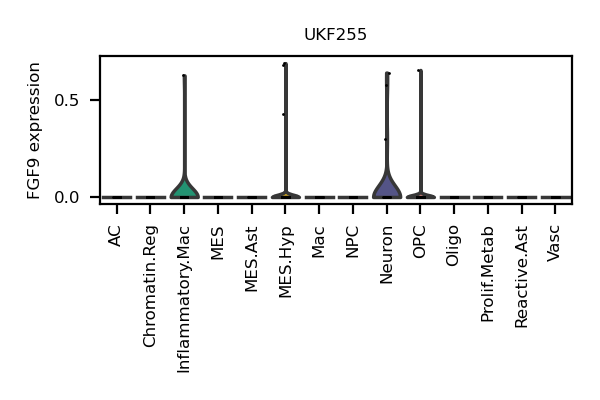 UKF255
FGF9 expression
0.5
0.0
AC
Chromatin.Reg
Inflammatory.Mac
MES
MES.Ast
MES.Hyp
Mac
NPC
Neuron
OPC
Oligo
Prolif.Metab
Reactive.Ast
Vasc